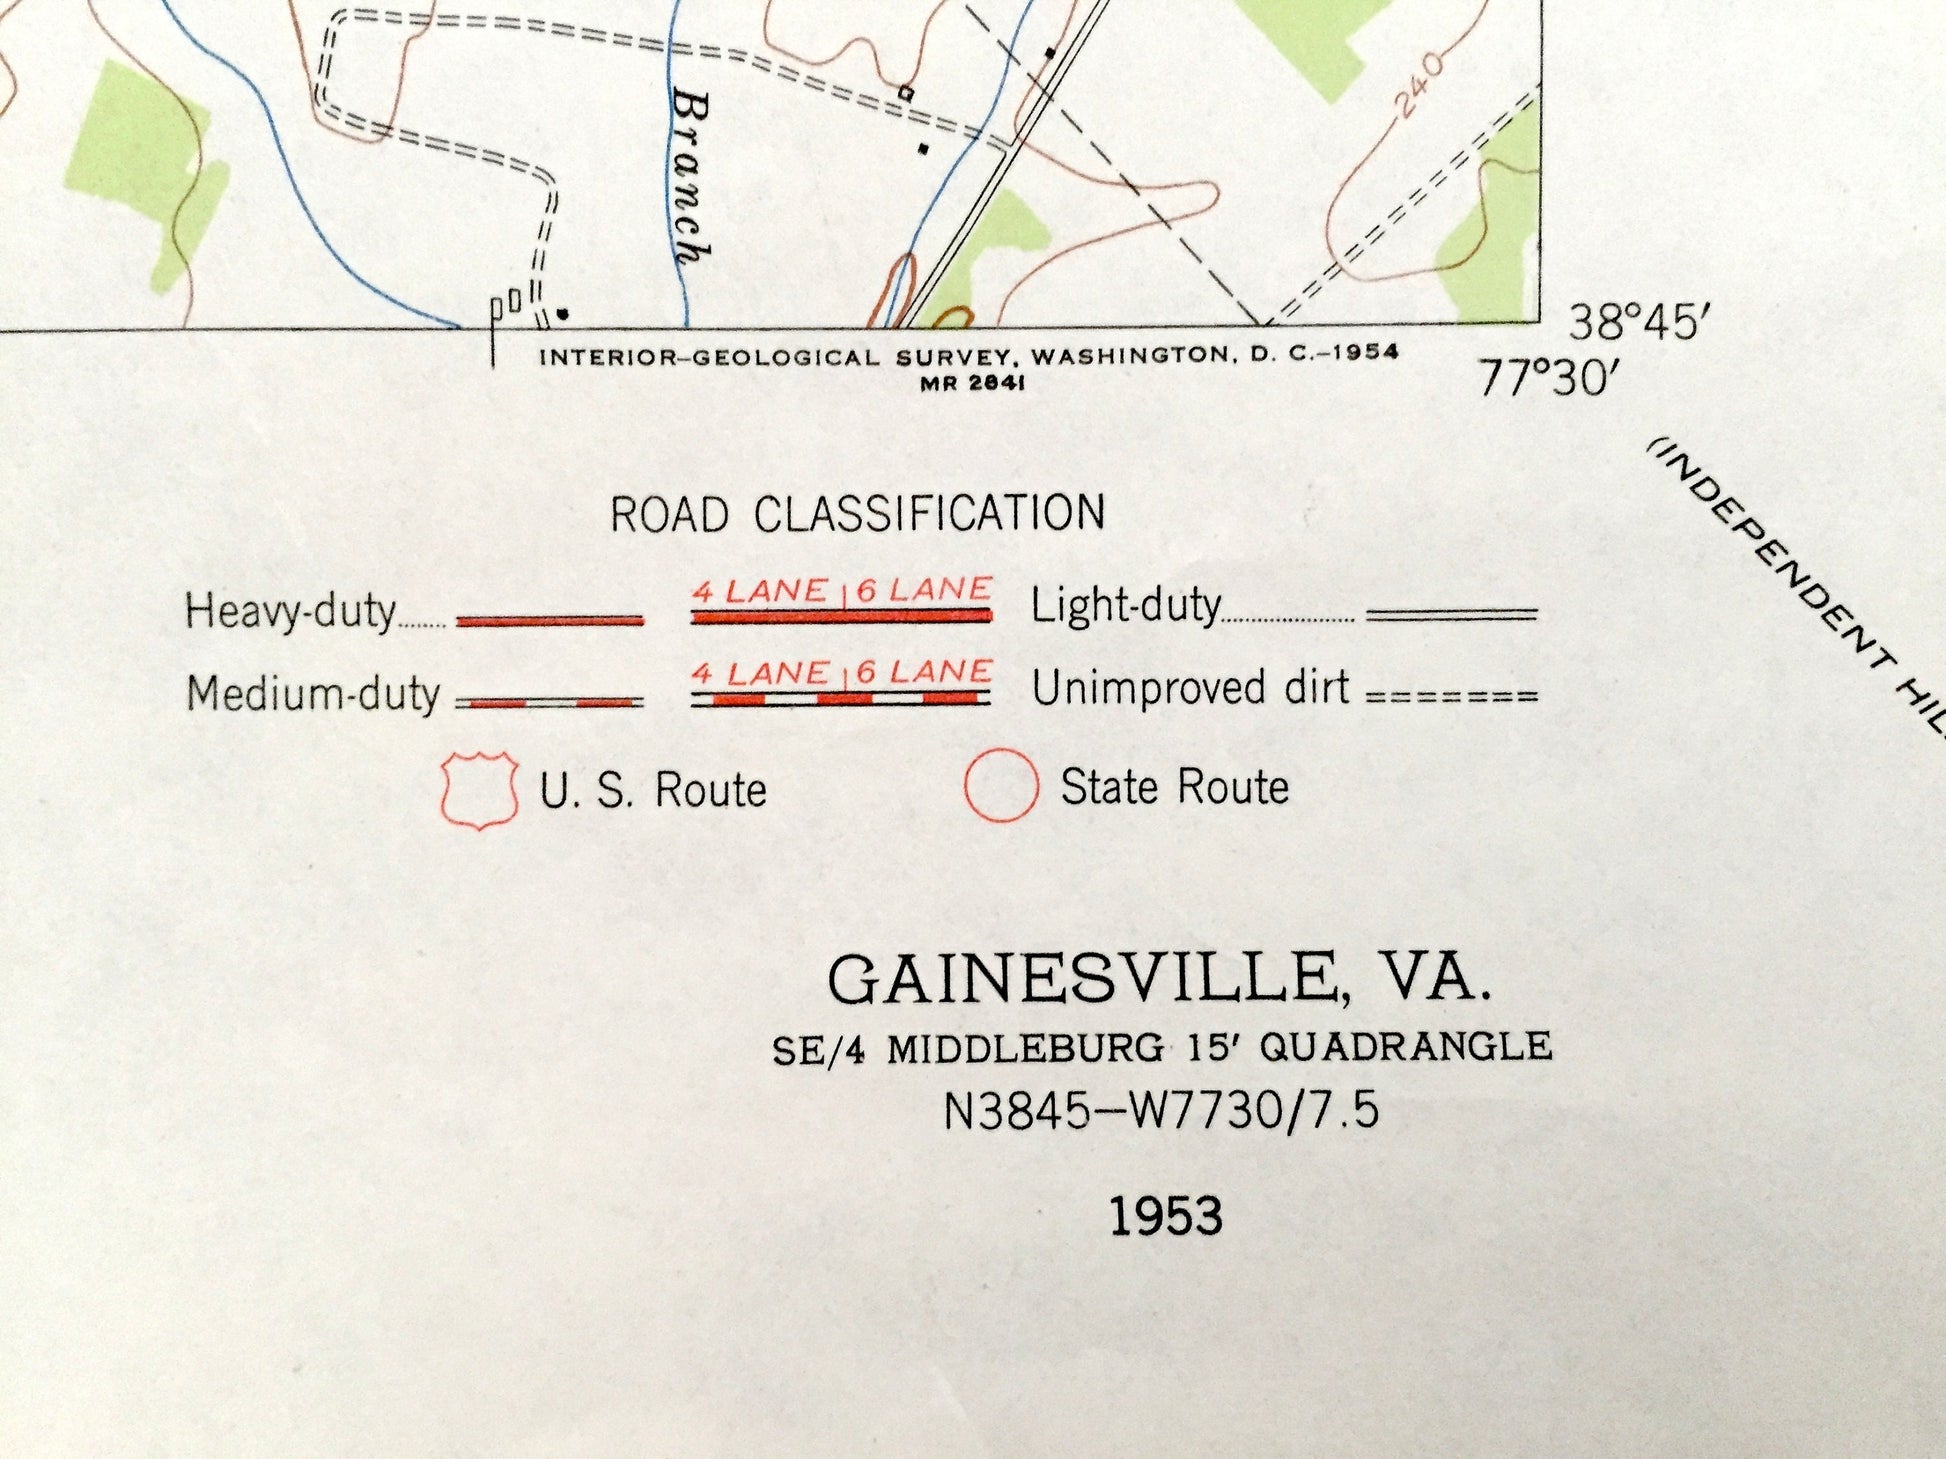 Branch
240
38°45′
INTERIOR–GEOLOGICAL SURVEY, WASHINGTON, D. C.–1954
MR 2841
77°30′
(INDEPENDENT
ROAD CLASSIFICATION
Heavy-duty........ 4 LANE | 6 LANE Light-duty......................
Medium-duty 4 LANE | 6 LANE Unimproved dirt
U. S. Route State Route
GAINESVILLE, VA.
SE/4 MIDDLEBURG 15′ QUADRANGLE
N3845–W7730/7.5
1953